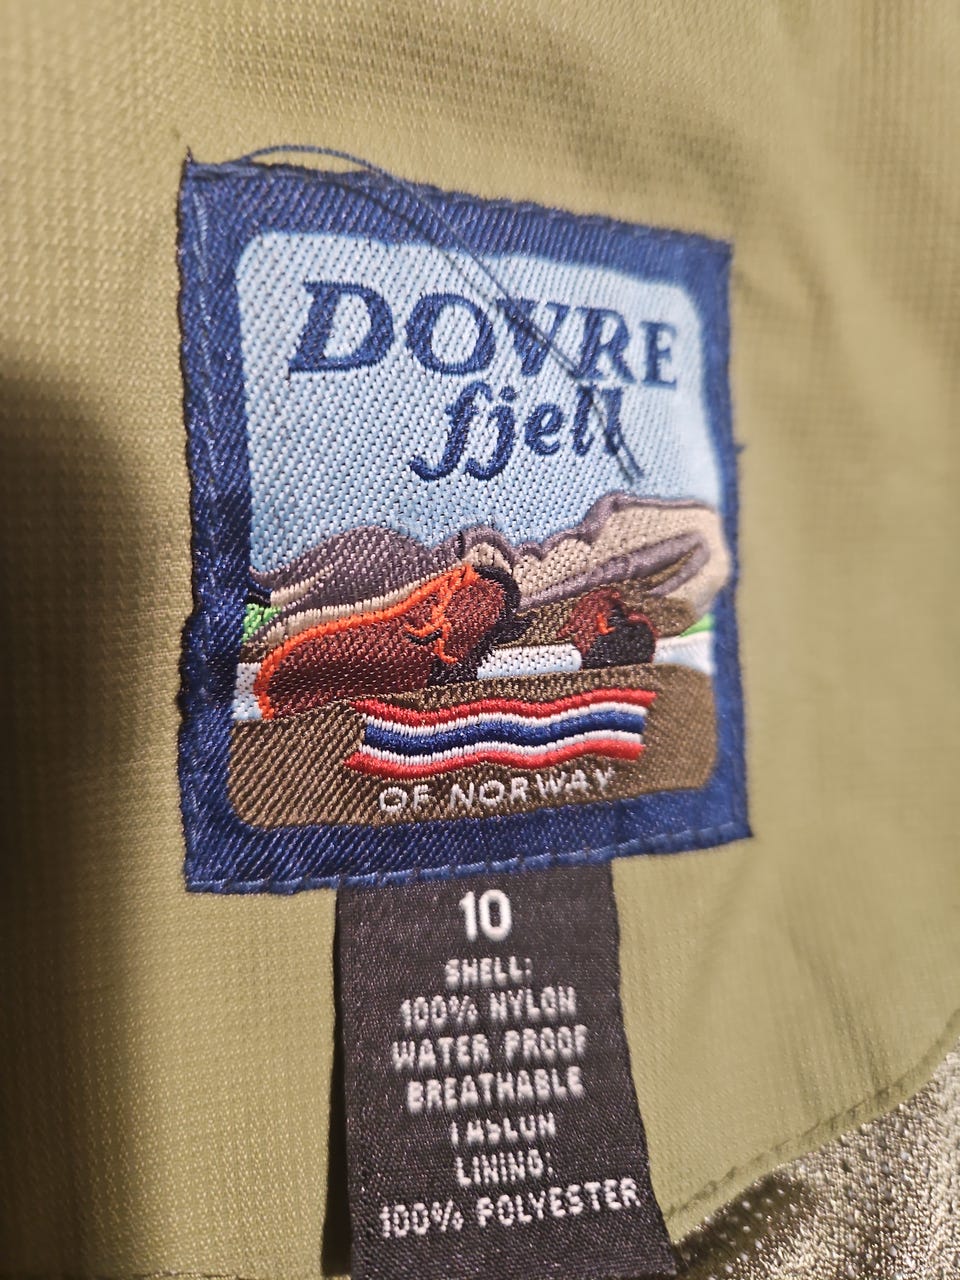 DOVRE
fjell
OF NORWAY
10
SHELL:
100% NYLON
WATER PROOF
BREATHABLE
TASLON
LINING:
100% POLYESTER